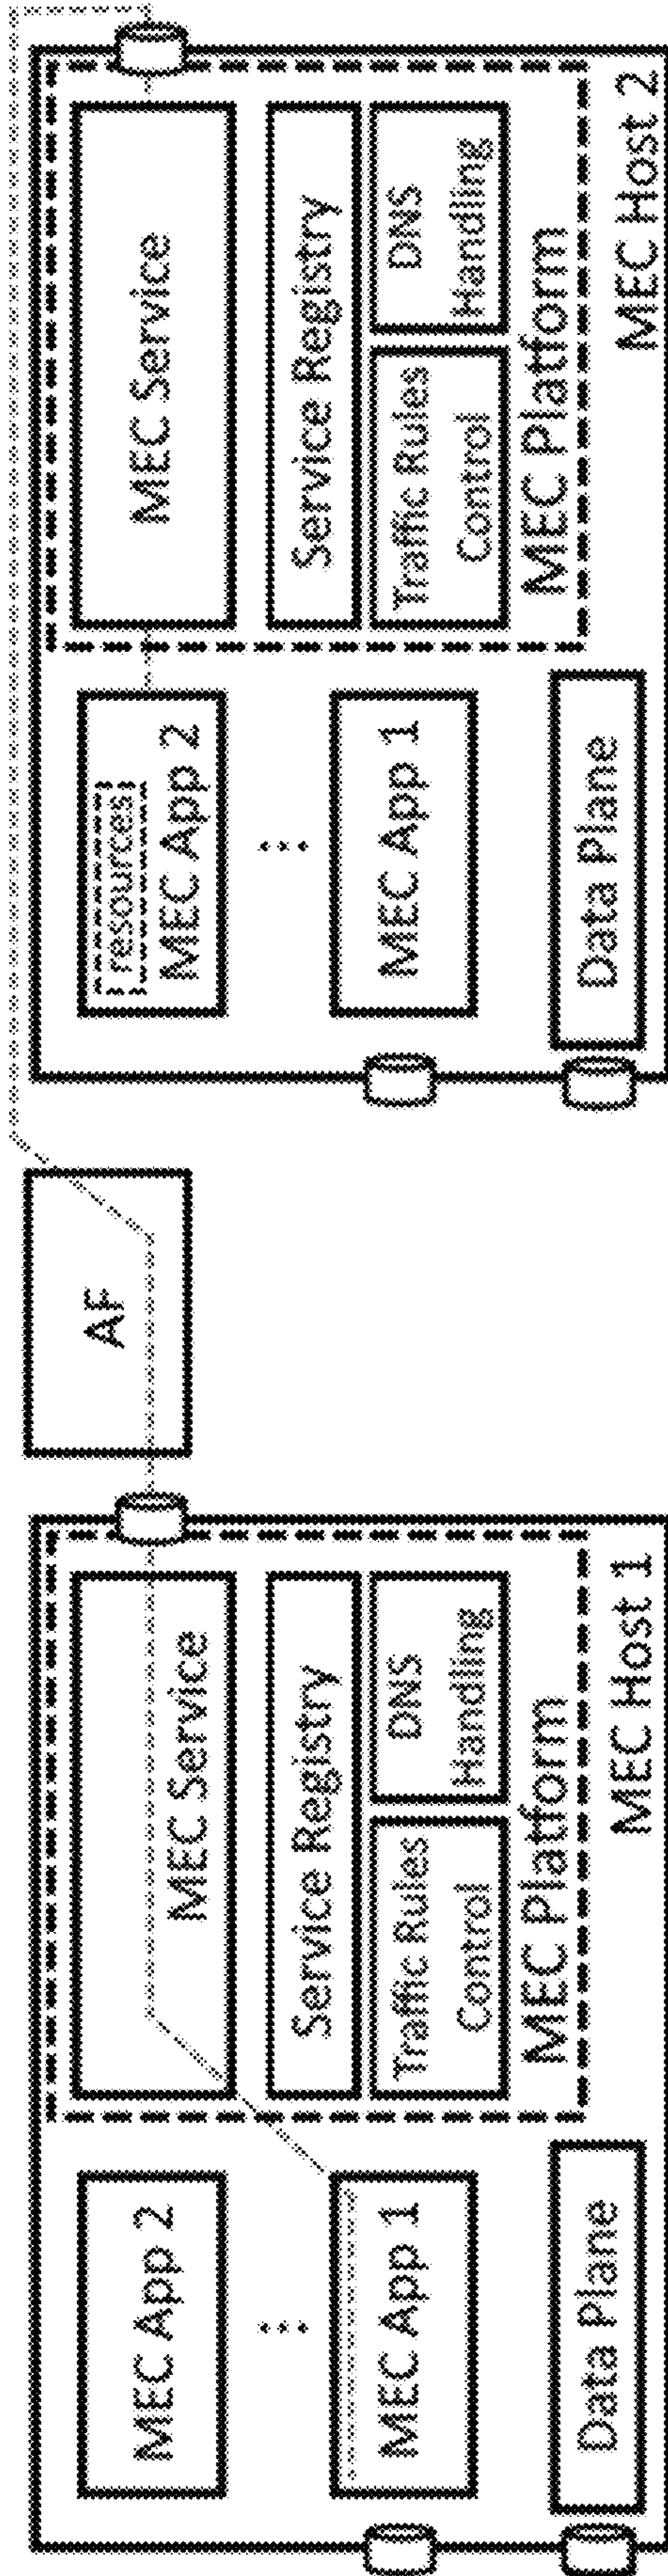 MEC App 2
⋮
MEC App 1
Data Plane
MEC Service
Service Registry
Traffic Rules
Control
DNS
Handling
MEC Platform
MEC Host 1
AF
resources
MEC App 2
⋮
MEC App 1
Data Plane
MEC Service
Service Registry
Traffic Rules
Control
DNS
Handling
MEC Platform
MEC Host 2